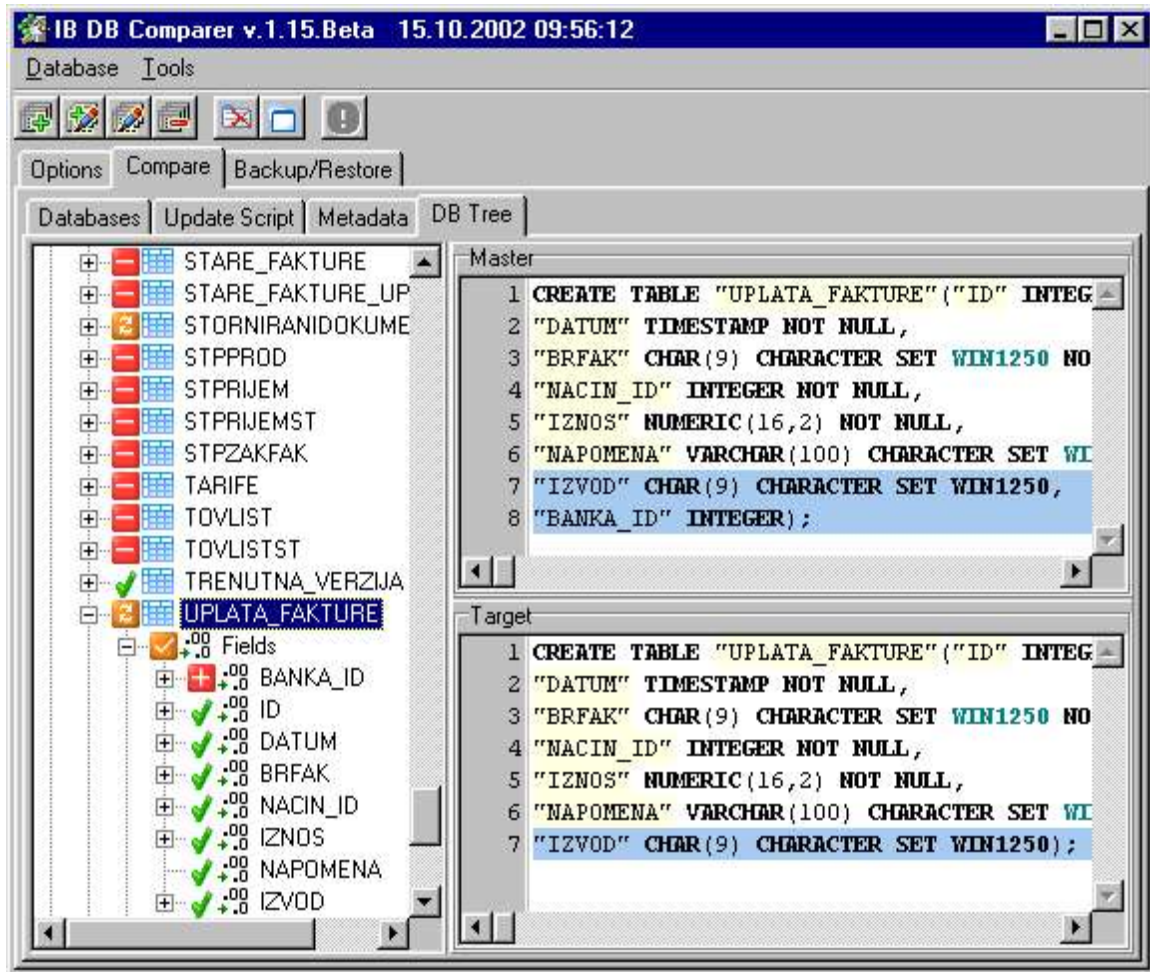 IB DB Comparer v.1.15.Beta 15.10.2002 09:56:12
Database Tools
Options Compare Backup/Restore
Databases Update Script Metadata DB Tree
STARE_FAKTURE
STARE_FAKTURE_UP
STORNIRANIDOKUME
STPPROD
STPRIJEM
STPRIJEMST
STPZAKFAK
TARIFE
TOVLIST
TOVLISTST
TRENUTNA_VERZIJA
UPLATA_FAKTURE
Fields
BANKA_ID
ID
DATUM
BRFAK
NACIN_ID
IZNOS
NAPOMENA
IZVOD
Master
1 CREATE TABLE "UPLATA_FAKTURE"("ID" INTEG
2 "DATUM" TIMESTAMP NOT NULL,
3 "BRFAK" CHAR(9) CHARACTER SET WIN1250 NO
4 "NACIN_ID" INTEGER NOT NULL,
5 "IZNOS" NUMERIC(16,2) NOT NULL,
6 "NAPOMENA" VARCHAR(100) CHARACTER SET WI
7 "IZVOD" CHAR(9) CHARACTER SET WIN1250,
8 "BANKA_ID" INTEGER);
Target
1 CREATE TABLE "UPLATA_FAKTURE"("ID" INTEG
2 "DATUM" TIMESTAMP NOT NULL,
3 "BRFAK" CHAR(9) CHARACTER SET WIN1250 NO
4 "NACIN_ID" INTEGER NOT NULL,
5 "IZNOS" NUMERIC(16,2) NOT NULL,
6 "NAPOMENA" VARCHAR(100) CHARACTER SET WI
7 "IZVOD" CHAR(9) CHARACTER SET WIN1250);